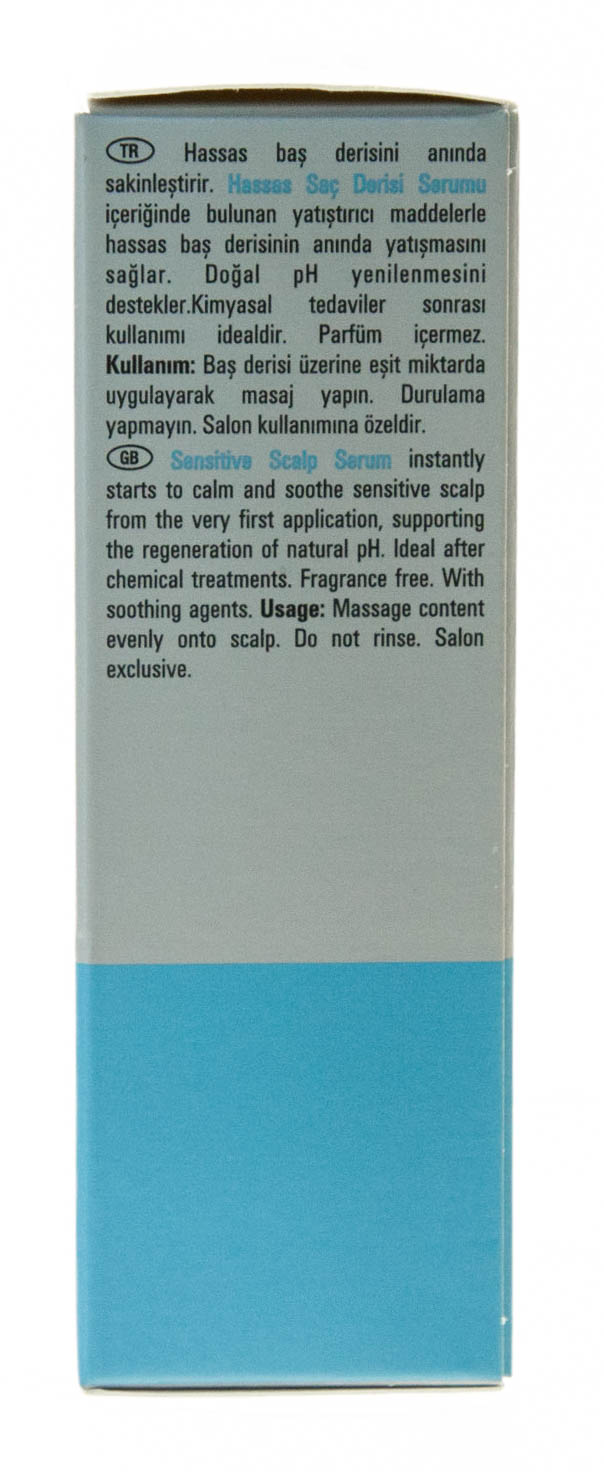 TR Hassas baş derisini anında
sakinleştirir. Hassas Saç Derisi Serumu
içeriğinde bulunan yatıştırıcı maddelerle
hassas baş derisinin anında yatışmasını
sağlar. Doğal pH yenilenmesini
destekler.Kimyasal tedaviler sonrası
kullanımı idealdir. Parfüm içermez.
Kullanım: Baş derisi üzerine eşit miktarda
uygulayarak masaj yapın. Durulama
yapmayın. Salon kullanımına özeldir.
GB Sensitive Scalp Serum instantly
starts to calm and soothe sensitive scalp
from the very first application, supporting
the regeneration of natural pH. Ideal after
chemical treatments. Fragrance free. With
soothing agents. Usage: Massage content
evenly onto scalp. Do not rinse. Salon
exclusive.